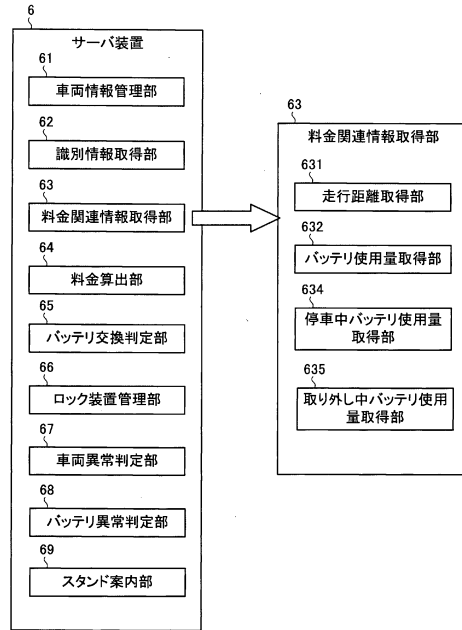 6
サーバ装置
61
車両情報管理部
62
識別情報取得部
63
料金関連情報取得部
64
料金算出部
65
バッテリ交換判定部
66
ロック装置管理部
67
車両異常判定部
68
バッテリ異常判定部
69
スタンド案内部
63
料金関連情報取得部
631
走行距離取得部
632
バッテリ使用量取得部
634
停車中バッテリ使用量
取得部
635
取り外し中バッテリ使用
量取得部